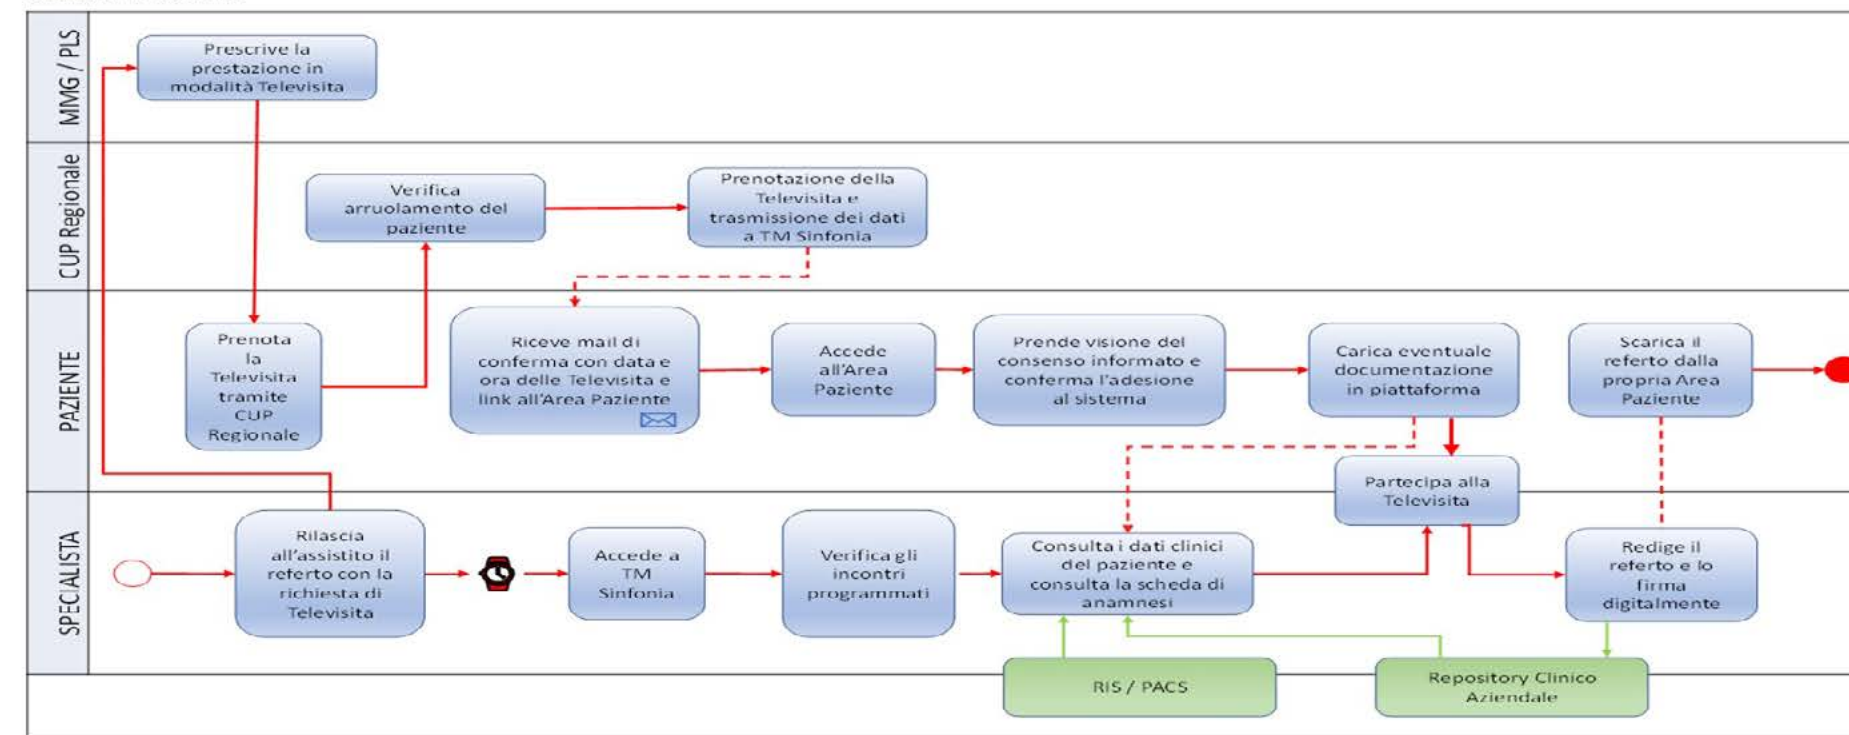 MMG / PLS
Prescrive la
prestazione in
modalità Televisita
CUP Regionale
Verifica
arruolamento del
paziente
Prenotazione della
Televisita e
trasmissione dei dati
a TM Sinfonia
PAZIENTE
Prenota
la
Televisita
tramite
CUP
Regionale
Riceve mail di
conferma con data e
ora delle Televisita e
link all'Area Paziente
Accede
all'Area
Paziente
Prende visione del
consenso informato e
conferma l'adesione
al sistema
Carica eventuale
documentazione
in piattaforma
Scarica il
referto dalla
propria Area
Paziente
Partecipa alla
Televisita
SPECIALISTA
Rilascia
all'assistito il
referto con la
richiesta di
Televisita
Accede a
TM
Sinfonia
Verifica gli
incontri
programmati
Consulta i dati clinici
del paziente e
consulta la scheda di
anamnesi
Redige il
referto e lo
firma
digitalmente
RIS / PACS
Repository Clinico
Aziendale